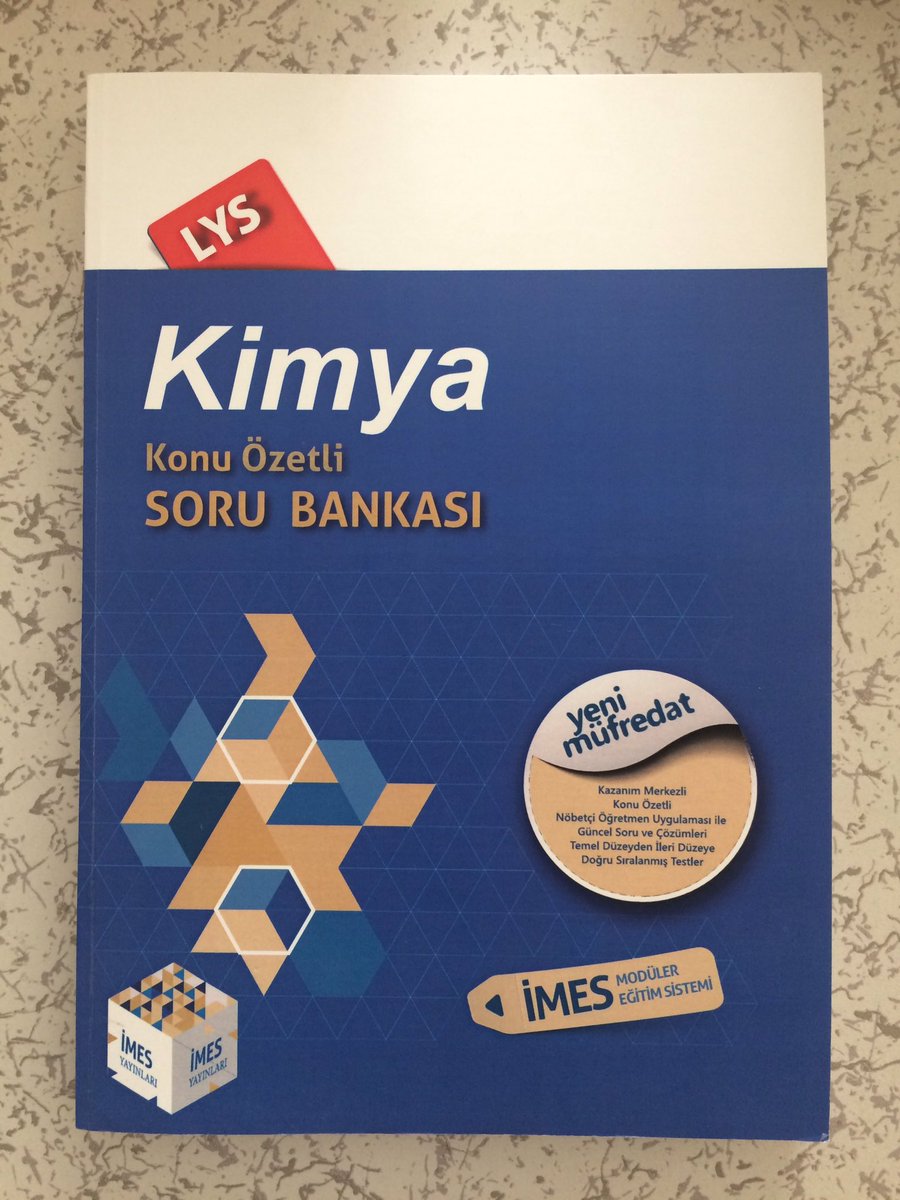 LYS
Kimya
Konu Özetli
SORU BANKASI
yeni
müfredat
Kazanım Merkezli
Konu Özetli
Nöbetçi Öğretmen Uygulaması ile
Güncel Soru ve Çözümleri
Temel Düzeyden İleri Düzeye
Doğru Sıralanmış Testler
İMES MODÜLER
EĞİTİM SİSTEMİ
İMES
YAYINLARI
İMES
YAYINLARI